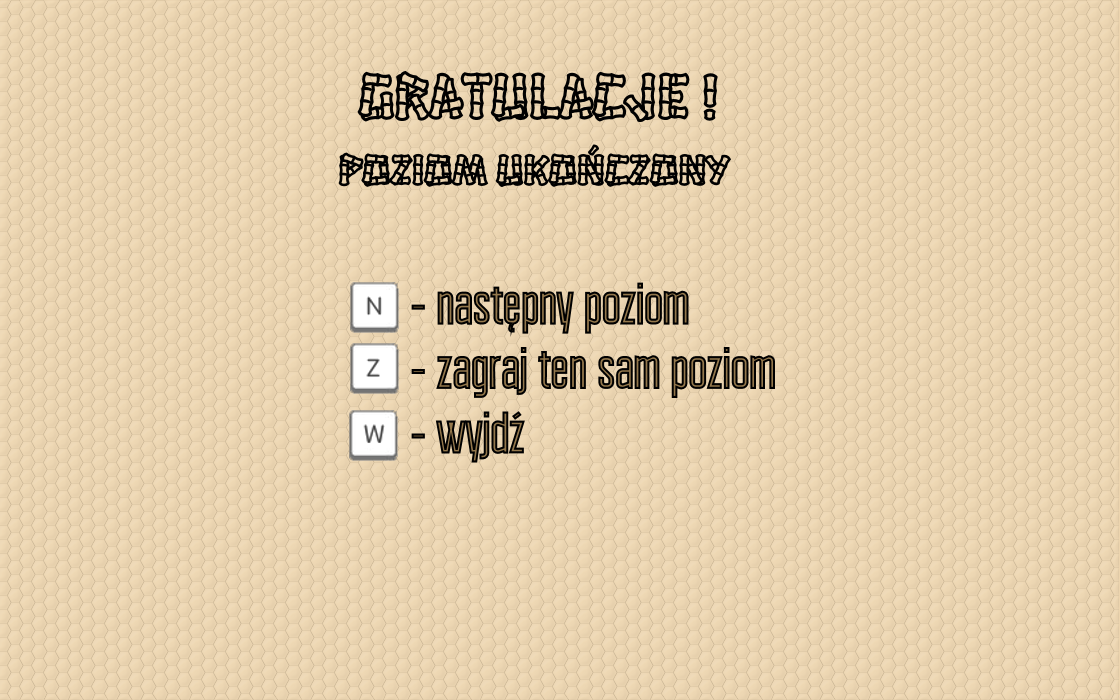 GRATULACJE !
POZIOM UKOŃCZONY
N - następny poziom
Z - zagraj ten sam poziom
W - wyjdź